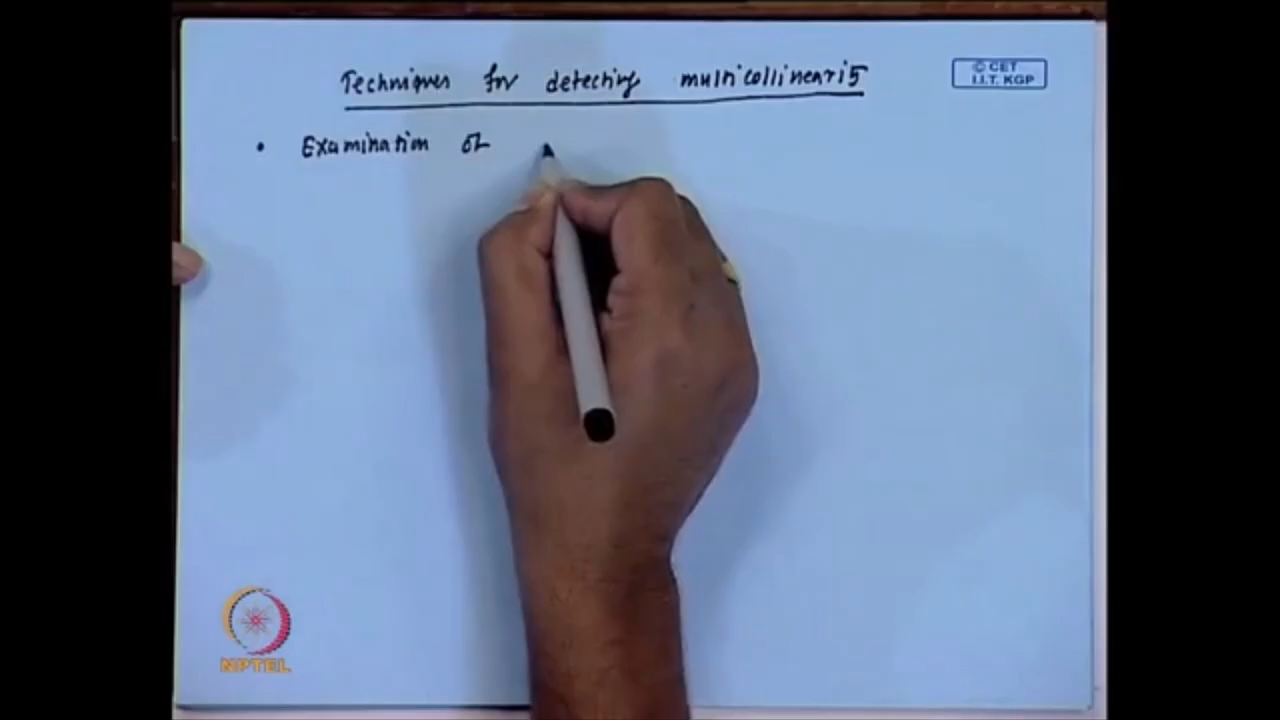 Techniques for detecting multicollinearity
© CET
I.I.T. KGP
• Examination of
NPTEL